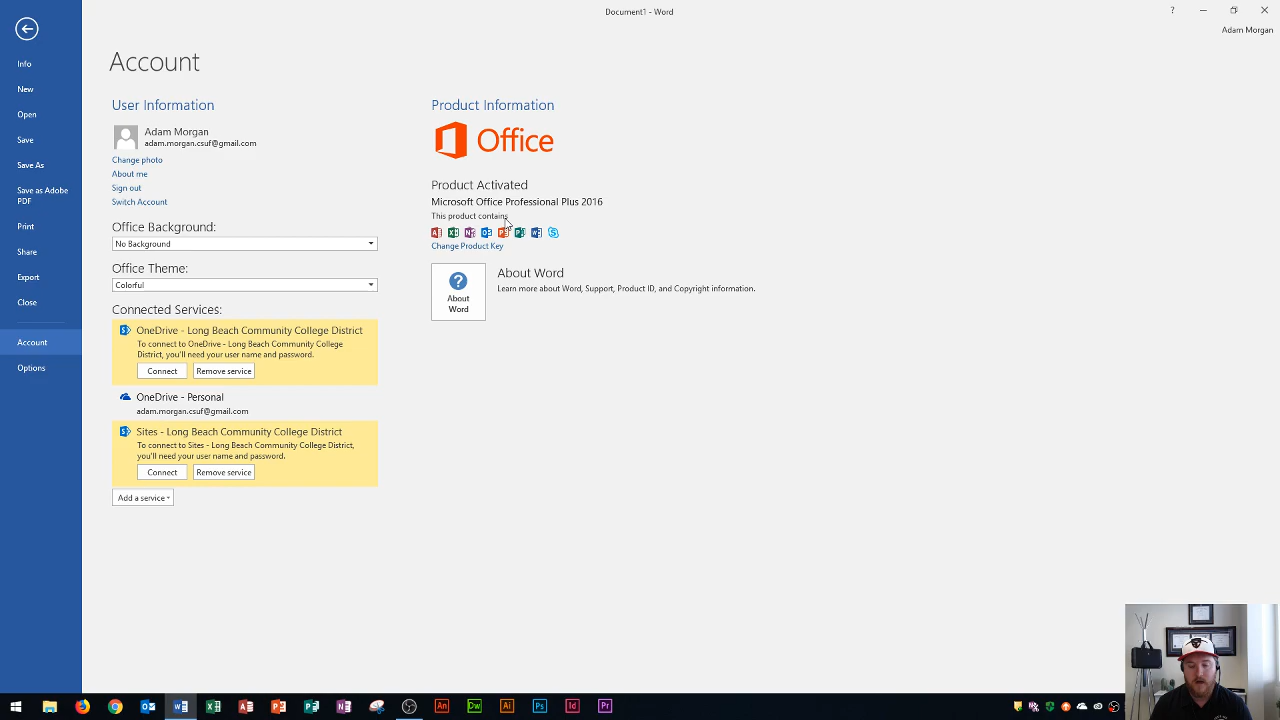 Document1 - Word
?
Adam Morgan
Info
New
Open
Save
Save As
Save as Adobe
PDF
Print
Share
Export
Close
Account
Options
Account
User Information
Adam Morgan
adam.morgan.csuf@gmail.com
Change photo
About me
Sign out
Switch Account
Office Background:
No Background
Office Theme:
Colorful
Connected Services:
OneDrive - Long Beach Community College District
To connect to OneDrive - Long Beach Community College
District, you'll need your user name and password.
Connect Remove service
OneDrive - Personal
adam.morgan.csuf@gmail.com
Sites - Long Beach Community College District
To connect to Sites - Long Beach Community College District,
you'll need your user name and password.
Connect Remove service
Add a service
Product Information
Office
Product Activated
Microsoft Office Professional Plus 2016
This product contains
Change Product Key
?
About
Word
About Word
Learn more about Word, Support, Product ID, and Copyright information.
An Dw Ai Ps Id Pr